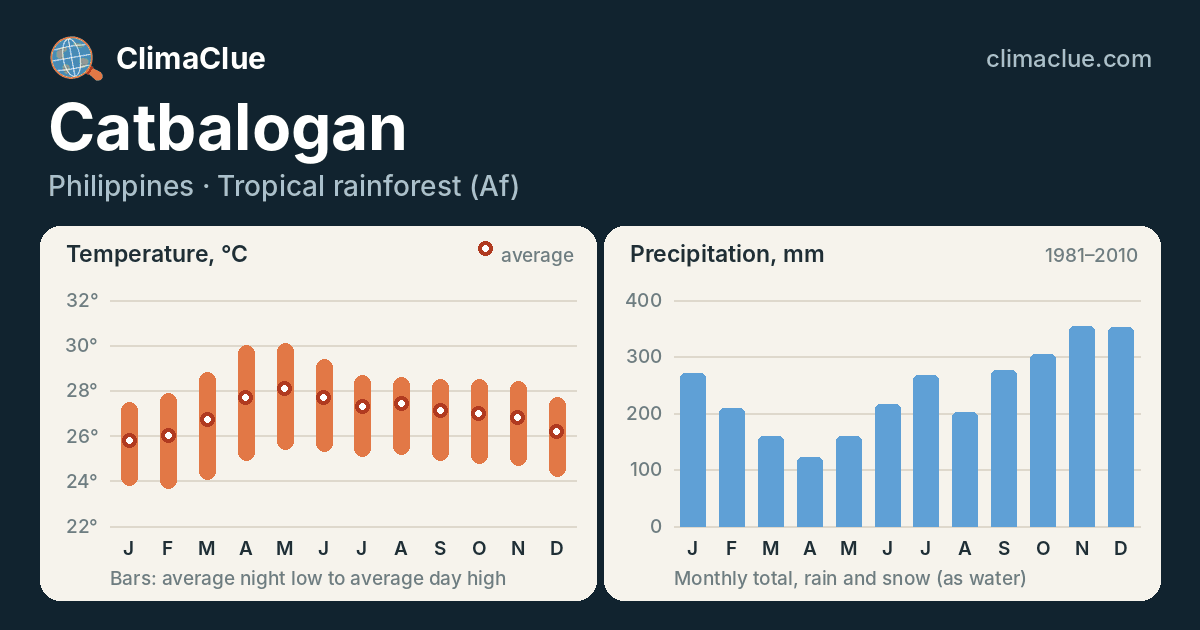 ClimaClue
climaclue.com
Catbalogan
Philippines · Tropical rainforest (Af)
Temperature, °C
average
32°
30°
28°
26°
24°
22°
J F M A M J J A S O N D
Bars: average night low to average day high
Precipitation, mm
1981–2010
400
300
200
100
0
J F M A M J J A S O N D
Monthly total, rain and snow (as water)